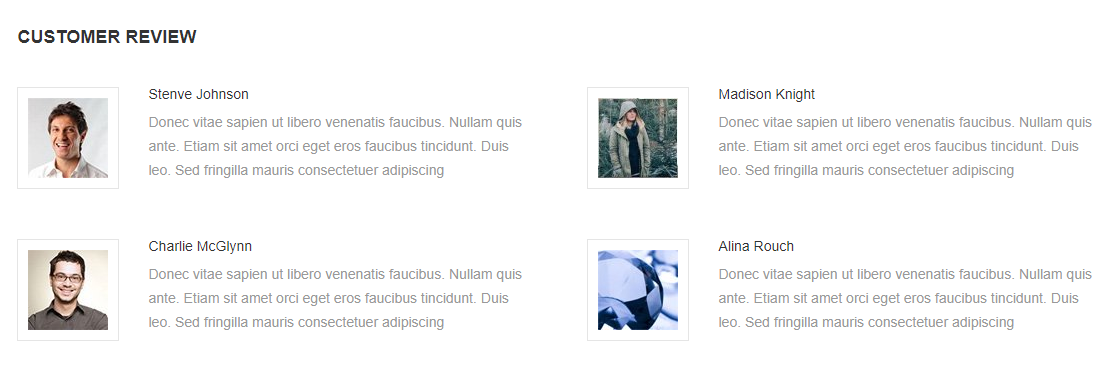 CUSTOMER REVIEW
Stenve Johnson
Donec vitae sapien ut libero venenatis faucibus. Nullam quis
ante. Etiam sit amet orci eget eros faucibus tincidunt. Duis
leo. Sed fringilla mauris consectetuer adipiscing
Madison Knight
Donec vitae sapien ut libero venenatis faucibus. Nullam quis
ante. Etiam sit amet orci eget eros faucibus tincidunt. Duis
leo. Sed fringilla mauris consectetuer adipiscing
Charlie McGlynn
Donec vitae sapien ut libero venenatis faucibus. Nullam quis
ante. Etiam sit amet orci eget eros faucibus tincidunt. Duis
leo. Sed fringilla mauris consectetuer adipiscing
Alina Rouch
Donec vitae sapien ut libero venenatis faucibus. Nullam quis
ante. Etiam sit amet orci eget eros faucibus tincidunt. Duis
leo. Sed fringilla mauris consectetuer adipiscing